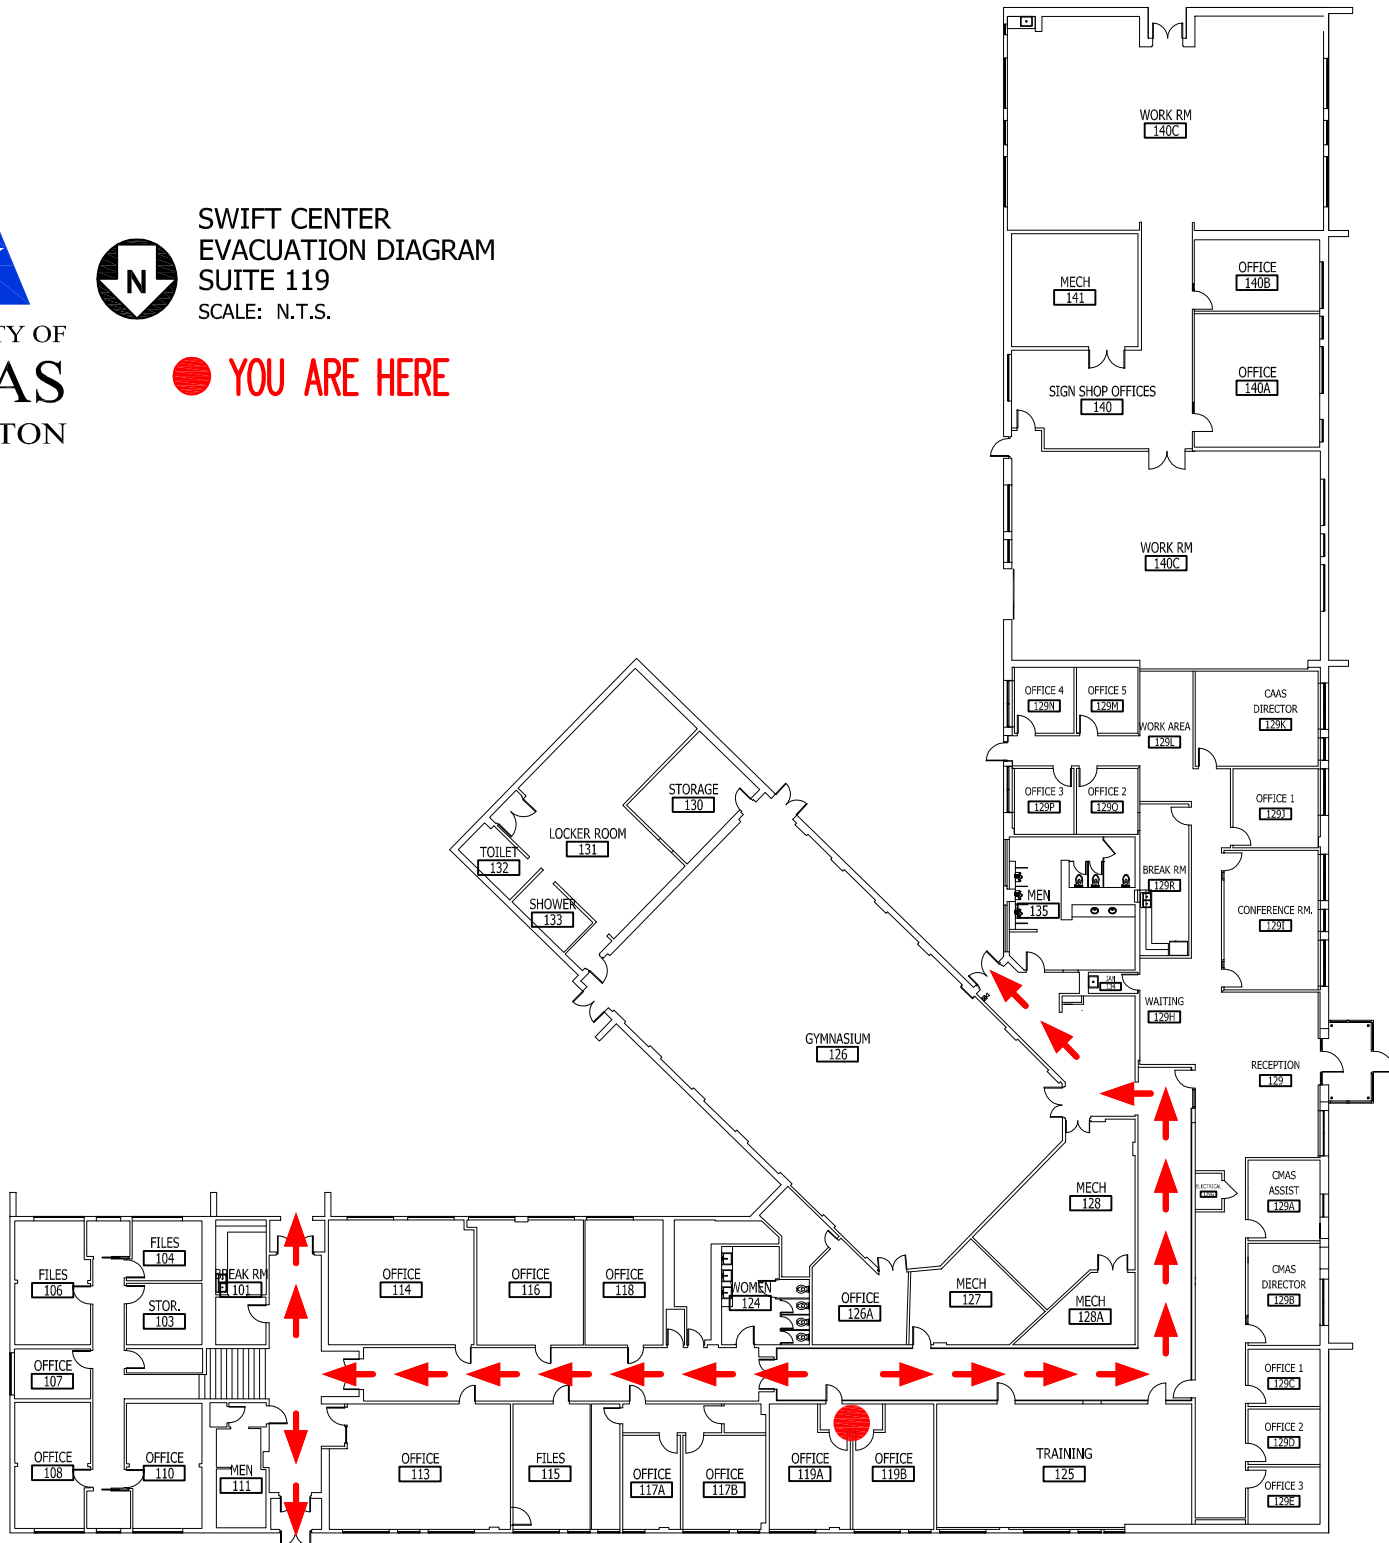 SWIFT CENTER
EVACUATION DIAGRAM
SUITE 119
SCALE: N.T.S.
N
YOU ARE HERE
TY OF
AS
TON
WORK RM
140C
MECH
141
OFFICE
140B
OFFICE
140A
SIGN SHOP OFFICES
140
WORK RM
140C
OFFICE 4
129N
OFFICE 5
129M
WORK AREA
129L
CAAS
DIRECTOR
129K
OFFICE 3
129P
OFFICE 2
129Q
OFFICE 1
129J
BREAK RM
129R
MEN
135
CONFERENCE RM.
129I
JAN
134
WAITING
129H
RECEPTION
129
STORAGE
130
LOCKER ROOM
131
TOILET
132
SHOWER
133
GYMNASIUM
126
MECH
128
ELECTRICAL
CMAS
ASSIST
129A
CMAS
DIRECTOR
129B
OFFICE 1
129C
OFFICE 2
129D
OFFICE 3
129E
FILES
104
FILES
106
STOR.
103
BREAK RM
101
OFFICE
114
OFFICE
116
OFFICE
118
WOMEN
124
OFFICE
126A
MECH
127
MECH
128A
OFFICE
107
OFFICE
108
OFFICE
110
MEN
111
OFFICE
113
FILES
115
OFFICE
117A
OFFICE
117B
OFFICE
119A
OFFICE
119B
TRAINING
125